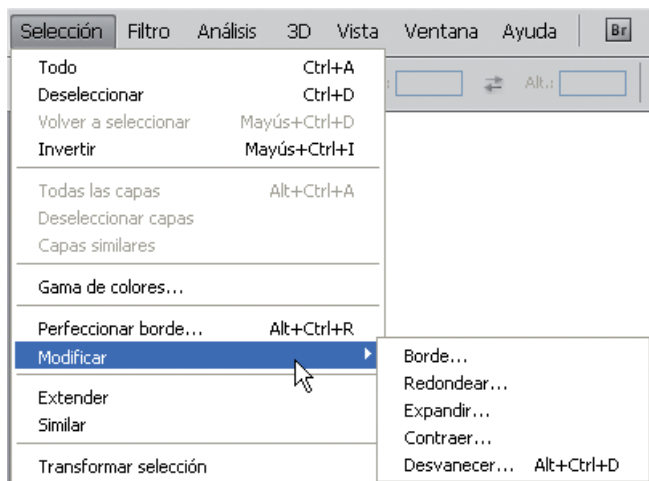 Selección Filtro Análisis 3D Vista Ventana Ayuda Br
Todo Ctrl+A
Alt.:
Deseleccionar Ctrl+D
Volver a seleccionar Mayús+Ctrl+D
Invertir Mayús+Ctrl+I
Todas las capas Alt+Ctrl+A
Deseleccionar capas
Capas similares
Gama de colores...
Perfeccionar borde... Alt+Ctrl+R
Modificar
Extender
Similar
Transformar selección
Borde...
Redondear...
Expandir...
Contraer...
Desvanecer... Alt+Ctrl+D